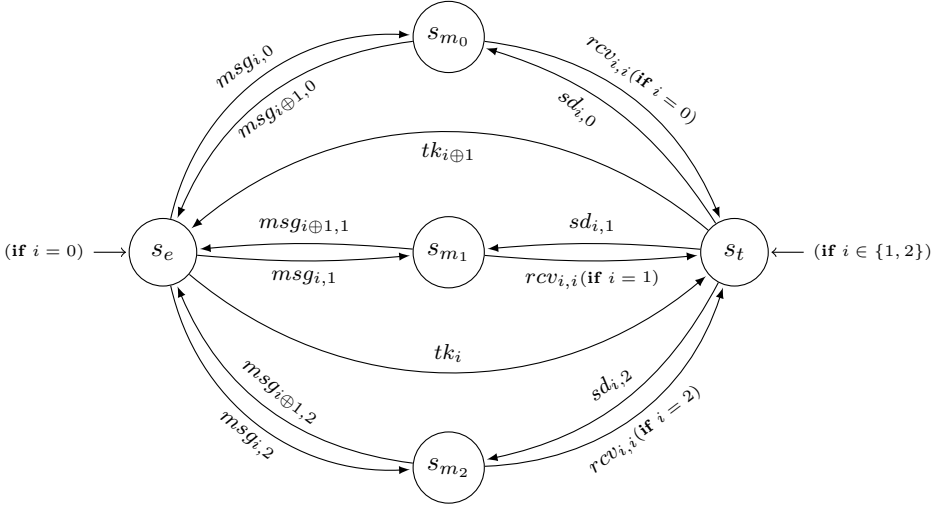 s_{m_0}
msg_{i,0}
msg_{i⊕1,0}
rcv_{i,i}(if i=0)
sd_{i,0}
tk_{i⊕1}
(if i=0)
s_e
msg_{i⊕1,1}
msg_{i,1}
s_{m_1}
sd_{i,1}
rcv_{i,i}(if i=1)
s_t
(if i ∈ {1, 2})
tk_i
msg_{i⊕1,2}
msg_{i,2}
sd_{i,2}
rcv_{i,i}(if i=2)
s_{m_2}